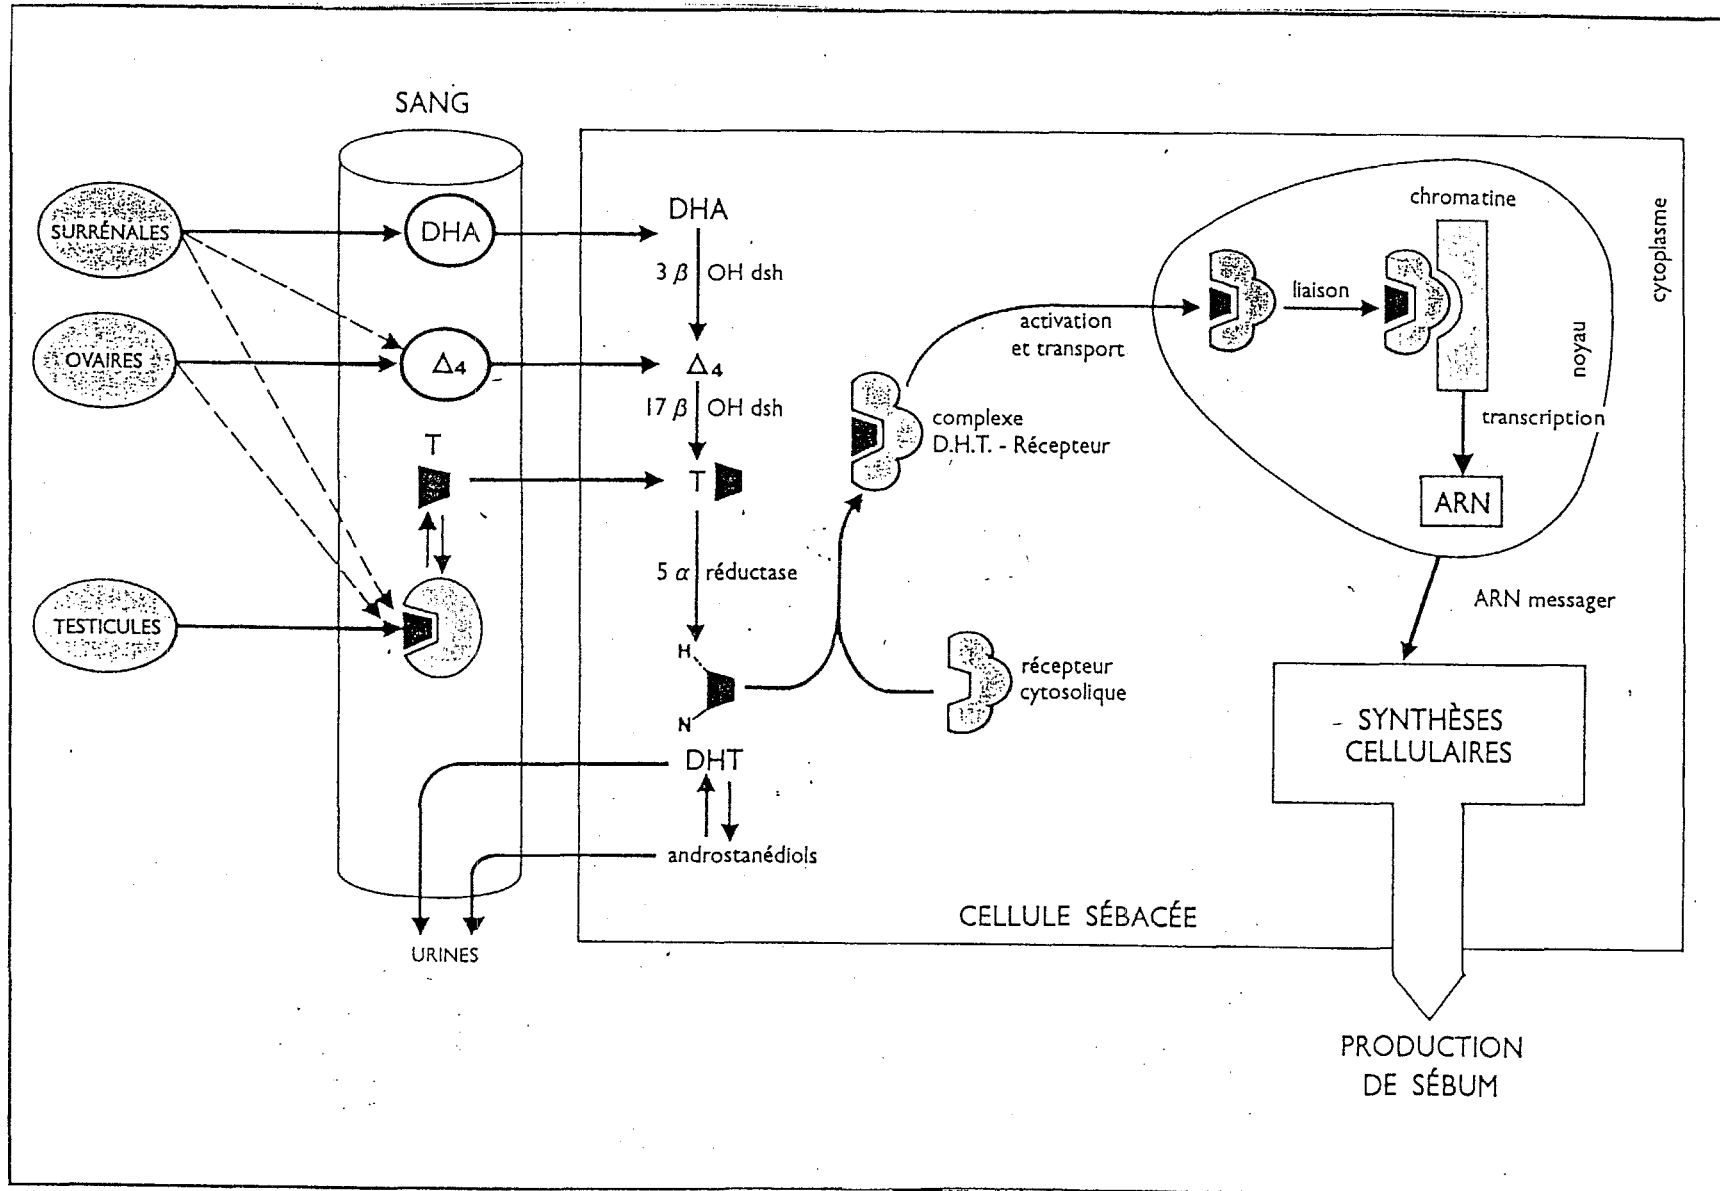 SANG
SURRÉNALES
DHA
OVAIRES
Δ4
T
TESTICULES
DHA
3 β OH dsh
Δ4
17 β OH dsh
T
5 α réductase
H
N
DHT
androstanédiols
URINES
complexe
D.H.T. - Récepteur
récepteur
cytosolique
activation
et transport
liaison
chromatine
transcription
ARN
noyau
cytoplasme
ARN messager
SYNTHÈSES
CELLULAIRES
CELLULE SÉBACÉE
PRODUCTION
DE SÉBUM